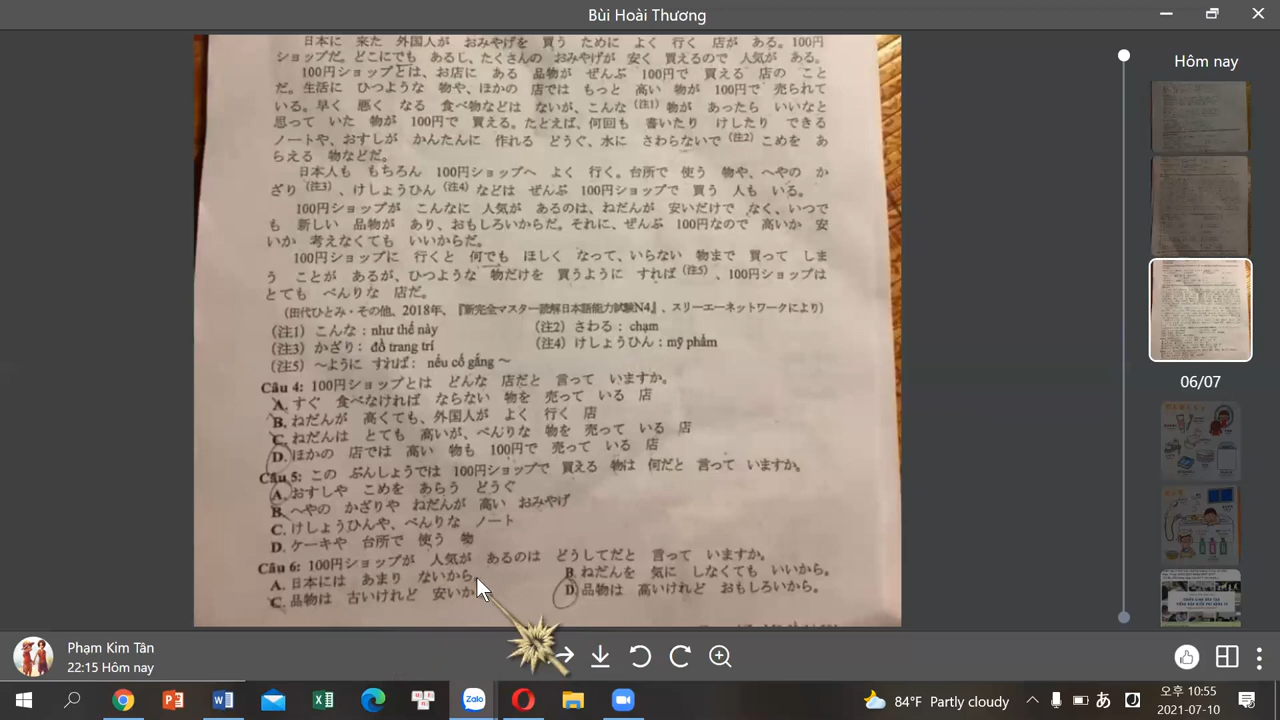 Bùi Hoài Thương
日本に 来た 外国人が おみやげを 買う ために よく 行く 店が ある。100円
ショップだ。どこにでも あるし、たくさんの おみやげが 安く 買えるので 人気が ある。
100円ショップとは、お店に ある 品物が ぜんぶ 100円で 買える 店の こと
だ。生活に ひつような 物や、ほかの 店では もっと 高い 物が 100円で 売られて
いる。早く 悪く なる 食べ物などは ないが、こんな(注1) 物が あったら いいなと
思って いた 物が 100円で 買える。たとえば、何回も 書いたり けしたり できる
ノートや、おすしが かんたんに 作れる どうぐ、水に さわらないで(注2) こめを あ
らえる 物などだ。
日本人も もちろん 100円ショップへ よく 行く。台所で 使う 物や、へやの か
ざり(注3)、けしょうひん(注4) などは ぜんぶ 100円ショップで 買う 人も いる。
100円ショップが こんなに 人気が あるのは、ねだんが 安いだけで なく、いつで
も 新しい 品物が あり、おもしろいからだ。それに、ぜんぶ 100円なので 高いか 安
いか 考えなくても いいからだ。
100円ショップに 行くと 何でも ほしく なって、いらない 物まで 買って しま
う ことが あるが、ひつような 物だけを 買うように すれば(注5)、100円ショップは
とても べんりな 店だ。
(田代ひとみ・その他、2018年、『新完全マスター読解日本語能力試験N4』、スリーエーネットワークにより)
(注1) こんな : như thế này
(注2) さわる : chạm
(注3) かざり : đồ trang trí
(注4) けしょうひん : mỹ phẩm
(注5) ～ように すれば : nếu cố gắng ～
Câu 4: 100円ショップとは どんな 店だと 言って いますか。
A. すぐ 食べなければ ならない 物を 売って いる 店
B. ねだんが 高くても、外国人が よく 行く 店
C. ねだんは とても 高いが、べんりな 物を 売って いる 店
D. ほかの 店では 高い 物も 100円で 売って いる 店
Câu 5: この ぶんしょうでは 100円ショップで 買える 物は 何だと 言って いますか。
A. おすしや こめを あらう どうぐ
B. へやの かざりや ねだんが 高い おみやげ
C. けしょうひんや、べんりな ノート
D. ケーキや 台所で 使う 物
Câu 6: 100円ショップが 人気が あるのは どうしてだと 言って いますか。
A. 日本には あまり ないから。
B. ねだんを 気に しなくても いいから。
C. 品物は 古いけれど 安いか
D. 品物は 高いけれど おもしろいから。
Hôm nay
06/07
Phạm Kim Tân
22:15 Hôm nay
Zalo
84°F Partly cloudy
あ
오후 10:55
2021-07-10